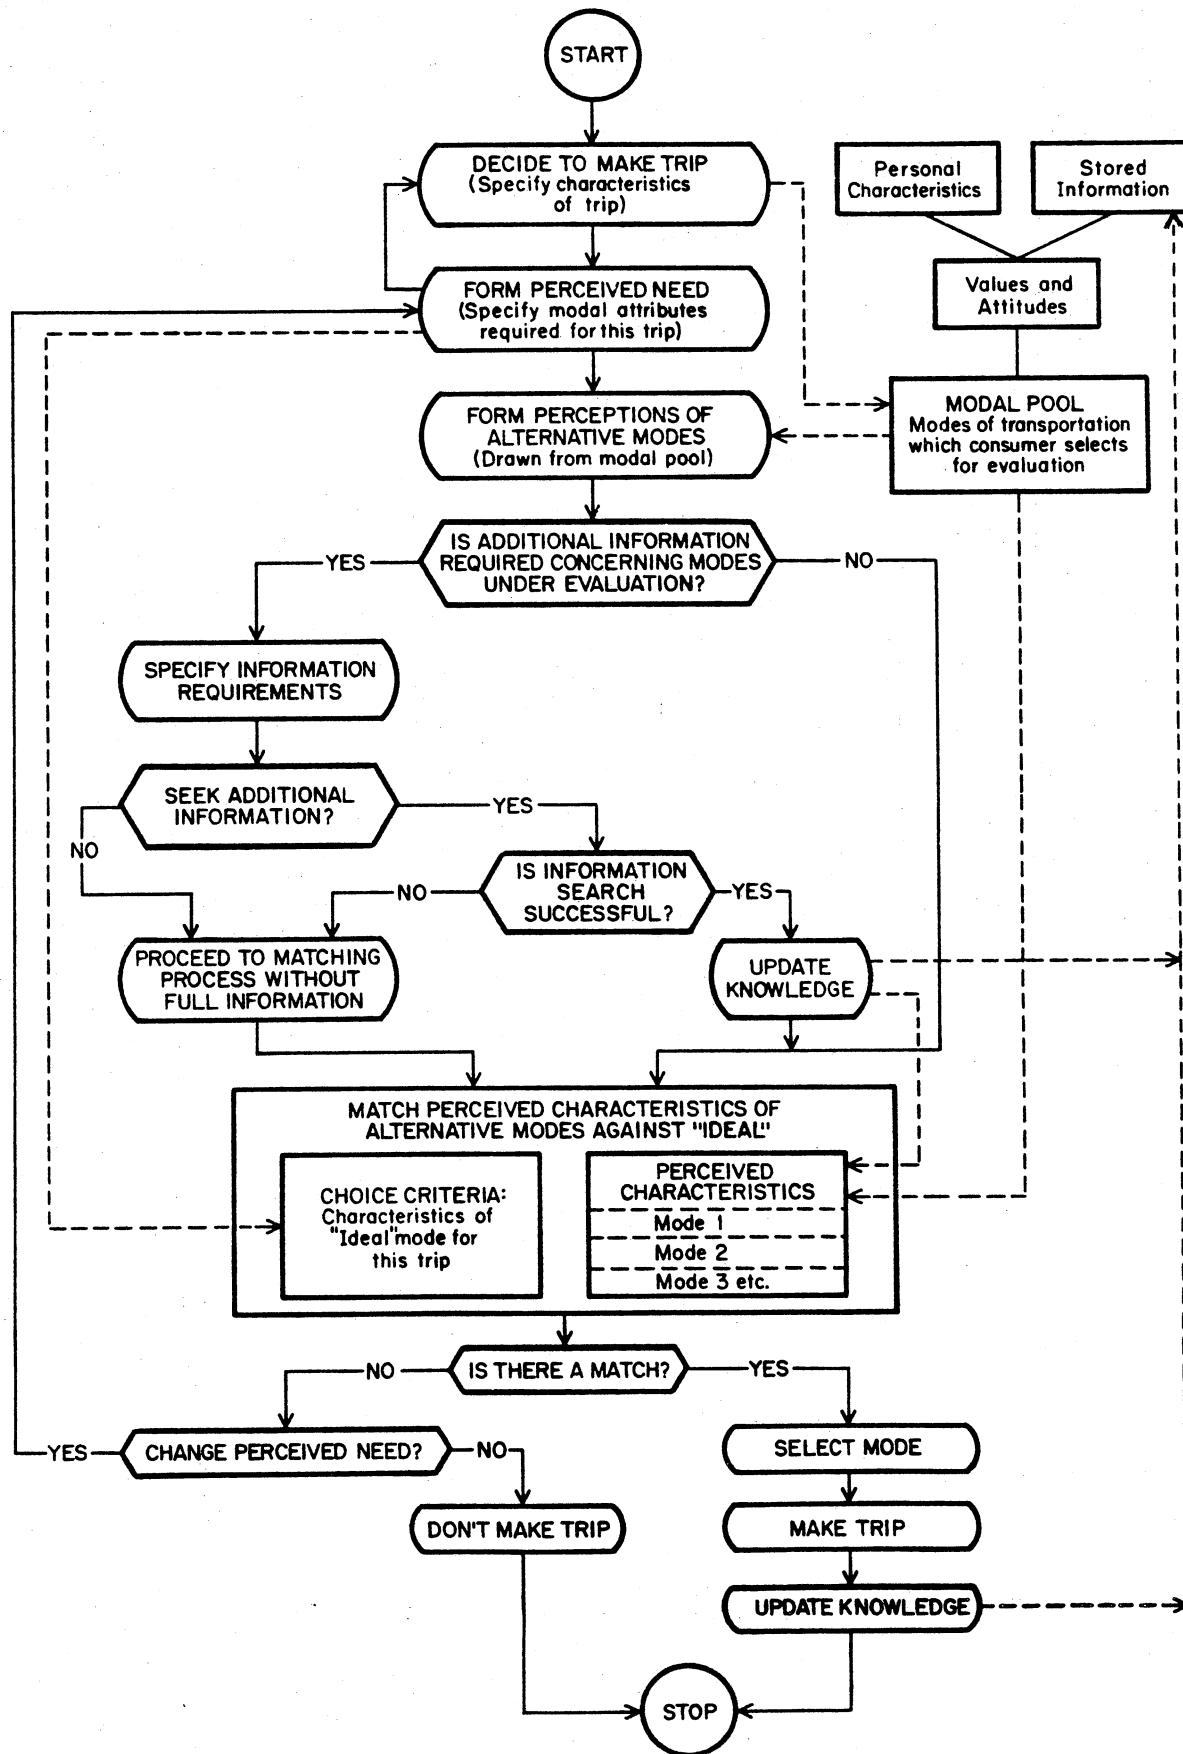 START
DECIDE TO MAKE TRIP
(Specify characteristics
of trip)
Personal
Characteristics
Stored
Information
FORM PERCEIVED NEED
(Specify modal attributes
required for this trip)
Values and
Attitudes
FORM PERCEPTIONS OF
ALTERNATIVE MODES
(Drawn from modal pool)
MODAL POOL
Modes of transportation
which consumer selects
for evaluation
YES
IS ADDITIONAL INFORMATION
REQUIRED CONCERNING MODES
UNDER EVALUATION?
NO
SPECIFY INFORMATION
REQUIREMENTS
SEEK ADDITIONAL
INFORMATION?
YES
NO
IS INFORMATION
SEARCH
SUCCESSFUL?
NO
YES
PROCEED TO MATCHING
PROCESS WITHOUT
FULL INFORMATION
UPDATE
KNOWLEDGE
MATCH PERCEIVED CHARACTERISTICS OF
ALTERNATIVE MODES AGAINST "IDEAL"
CHOICE CRITERIA:
Characteristics of
"Ideal" mode for
this trip
PERCEIVED
CHARACTERISTICS
Mode 1
Mode 2
Mode 3 etc.
NO
IS THERE A MATCH?
YES
YES
CHANGE PERCEIVED NEED?
NO
SELECT MODE
DON'T MAKE TRIP
MAKE TRIP
UPDATE KNOWLEDGE
STOP